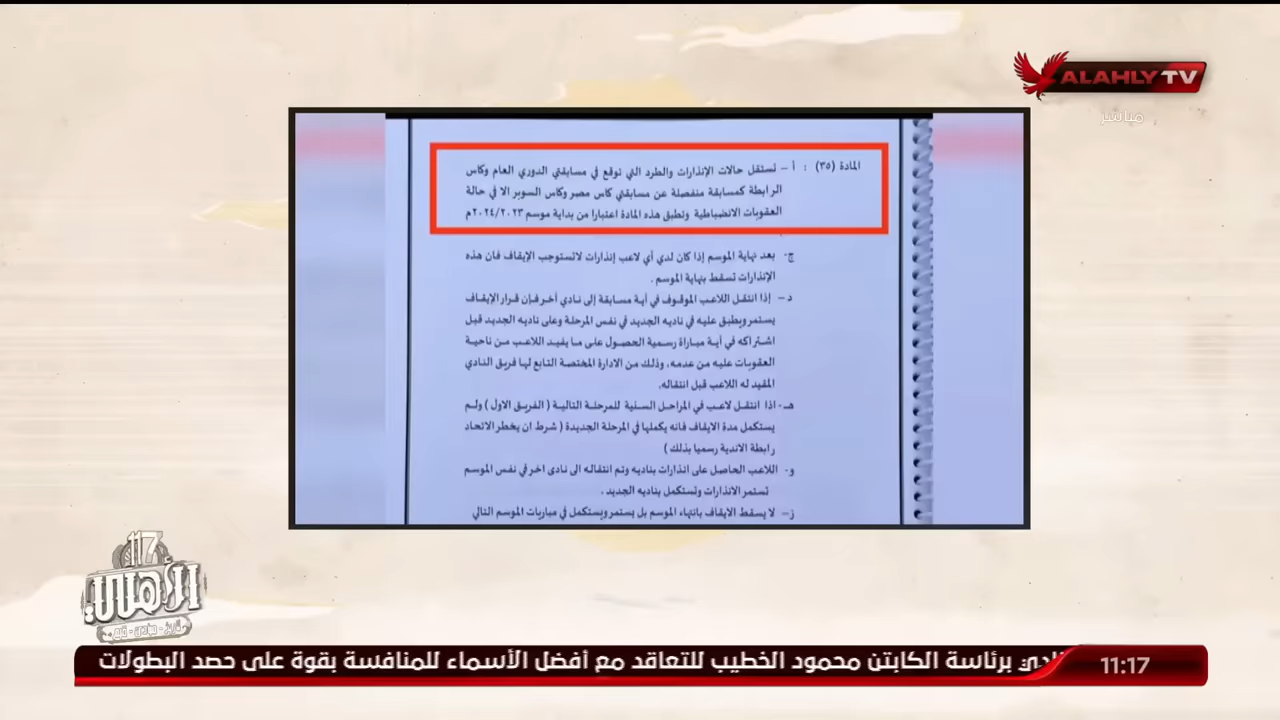 ALAHLY TV
مباشر
المادة (٣٥) : أ – تستقل حالات الإنذارات والطرد التي توقع في مسابقتي الدوري العام وكاس
الرابطة كمسابقة منفصلة عن مسابقتي كاس مصر وكاس السوبر الا في حالة
العقوبات الانضباطية وتطبق هذه المادة اعتبارا من بداية موسم ٢٠٢٤/٢٠٢٣م
ج- بعد نهاية الموسم إذا كان لدي أي لاعب إنذارات لاتستوجب الإيقاف فان هذه
الإنذارات تسقط بنهاية الموسم .
د – إذا انتقل اللاعب الموقوف في أية مسابقة إلى نادي أخر فإن قرار الإيقاف
يستمر ويطبق عليه في ناديه الجديد في نفس المرحلة وعلى ناديه الجديد قبل
اشتراكه في أية مباراة رسمية الحصول على ما يفيد اللاعب من ناحية
العقوبات عليه من عدمه، وذلك من الادارة المختصة التابع لها فريق النادي
المقيد له اللاعب قبل انتقاله.
هـ- اذا انتقل لاعب في المراحل السنية للمرحلة التالية ( الفريق الاول ) ولم
يستكمل مدة الايقاف فانه يكملها في المرحلة الجديدة ( شرط ان يخطر الاتحاد
رابطة الاندية رسميا بذلك )
و- اللاعب الحاصل على انذارات بناديه وتم انتقاله الى نادى اخر في نفس الموسم
تستمر الانذارات وتستكمل بناديه الجديد .
ز – لا يسقط الايقاف بانتهاء الموسم بل يستمر ويستكمل في مباريات الموسم التالي
117
الأهلي
تاريخ - مبادئ - قيم
نادي برئاسة الكابتن محمود الخطيب للتعاقد مع أفضل الأسماء للمنافسة بقوة على حصد البطولات
11:17